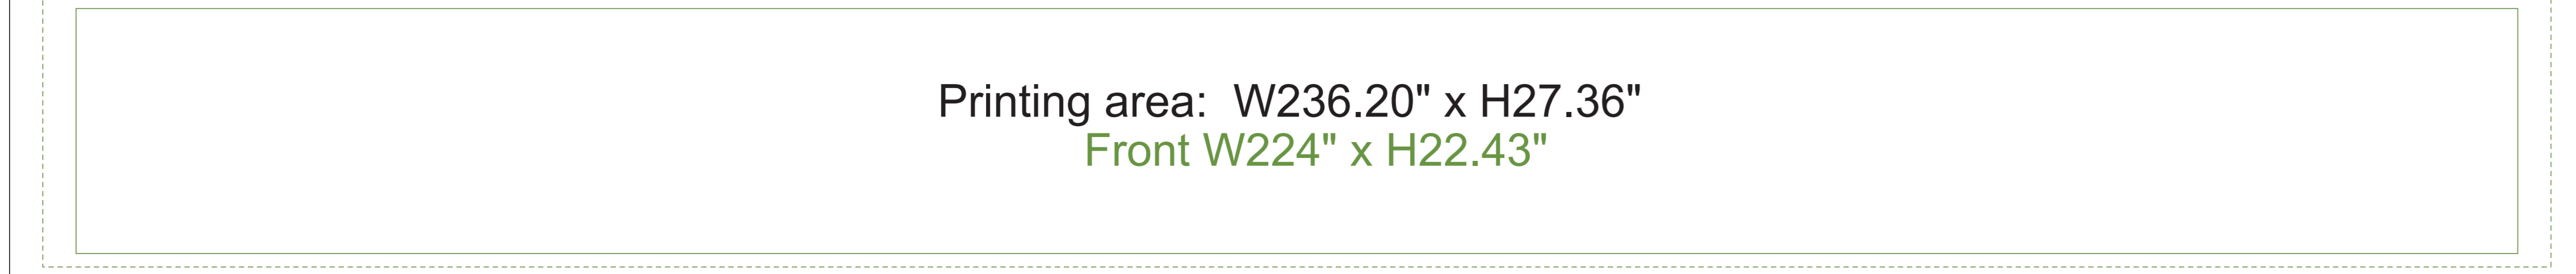 Printing area:  W236.20" x H27.36"
Front W224" x H22.43"